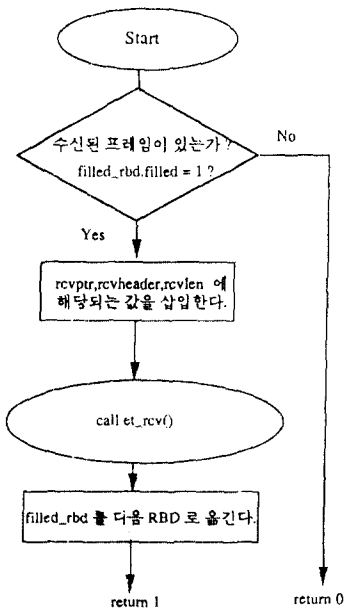 Start
수신된 프레임이 있는가 ?
filled_rbd.filled = 1 ?
No
Yes
rcvptr,rcvheader,rcvlen 에
해당되는 값을 삽입한다.
call et_rcv()
filled_rbd 를 다음 RBD 로 옮긴다.
return 1
return 0